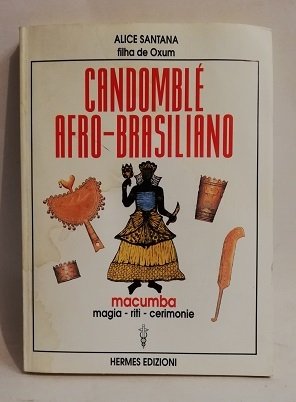 ALICE SANTANA
filha de Oxum
CANDOMBLÉ
AFRO-BRASILIANO
macumba
magia - riti - cerimonie
HERMES EDIZIONI